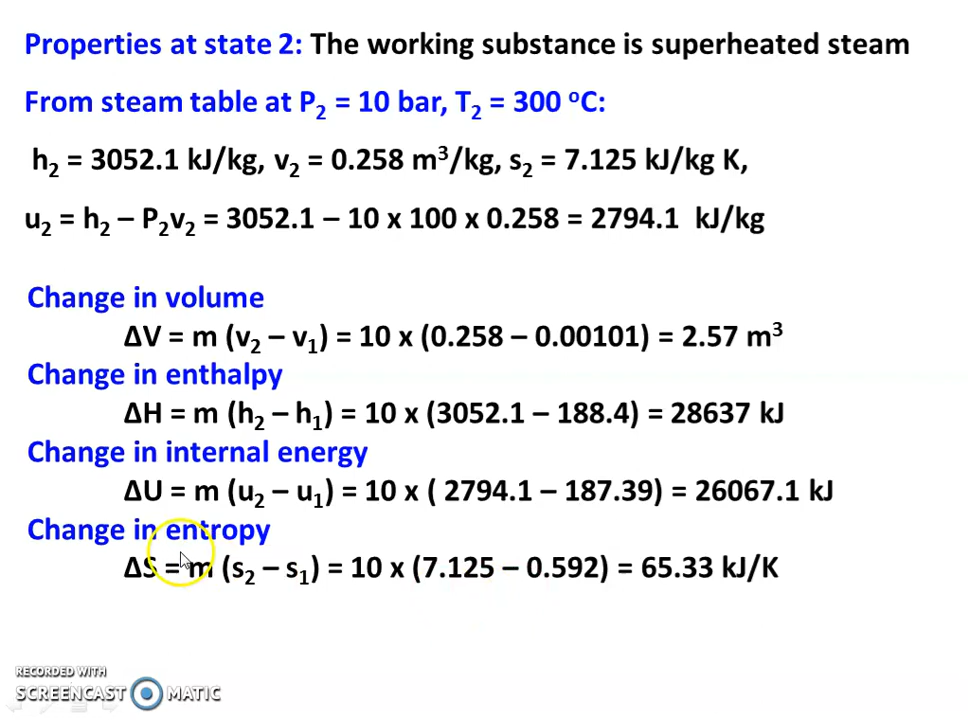 Properties at state 2: The working substance is superheated steam
From steam table at P₂ = 10 bar, T₂ = 300 ⁰C:
h₂ = 3052.1 kJ/kg, v₂ = 0.258 m³/kg, s₂ = 7.125 kJ/kg K,
u₂ = h₂ – P₂v₂ = 3052.1 – 10 x 100 x 0.258 = 2794.1 kJ/kg
Change in volume
ΔV = m (v₂ – v₁) = 10 x (0.258 – 0.00101) = 2.57 m³
Change in enthalpy
ΔH = m (h₂ – h₁) = 10 x (3052.1 – 188.4) = 28637 kJ
Change in internal energy
ΔU = m (u₂ – u₁) = 10 x ( 2794.1 – 187.39) = 26067.1 kJ
Change in entropy
ΔS = m (s₂ – s₁) = 10 x (7.125 – 0.592) = 65.33 kJ/K
RECORDED WITH
SCREENCAST MATIC